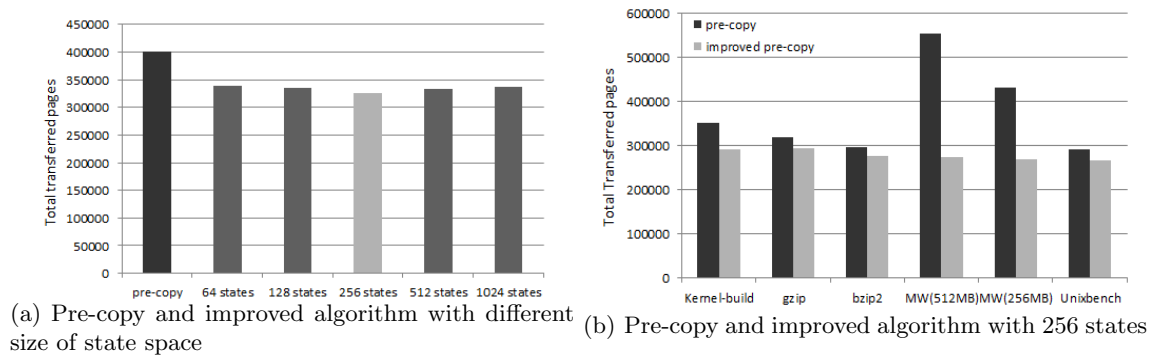 Total transferred pages
450000
400000
350000
300000
250000
200000
150000
100000
50000
0
pre-copy 64 states 128 states 256 states 512 states 1024 states
(a) Pre-copy and improved algorithm with different
size of state space
Total Transferred pages
600000
500000
400000
300000
200000
100000
0
pre-copy
improved pre-copy
Kernel-build gzip bzip2 MW(512MB) MW(256MB) Unixbench
(b) Pre-copy and improved algorithm with 256 states